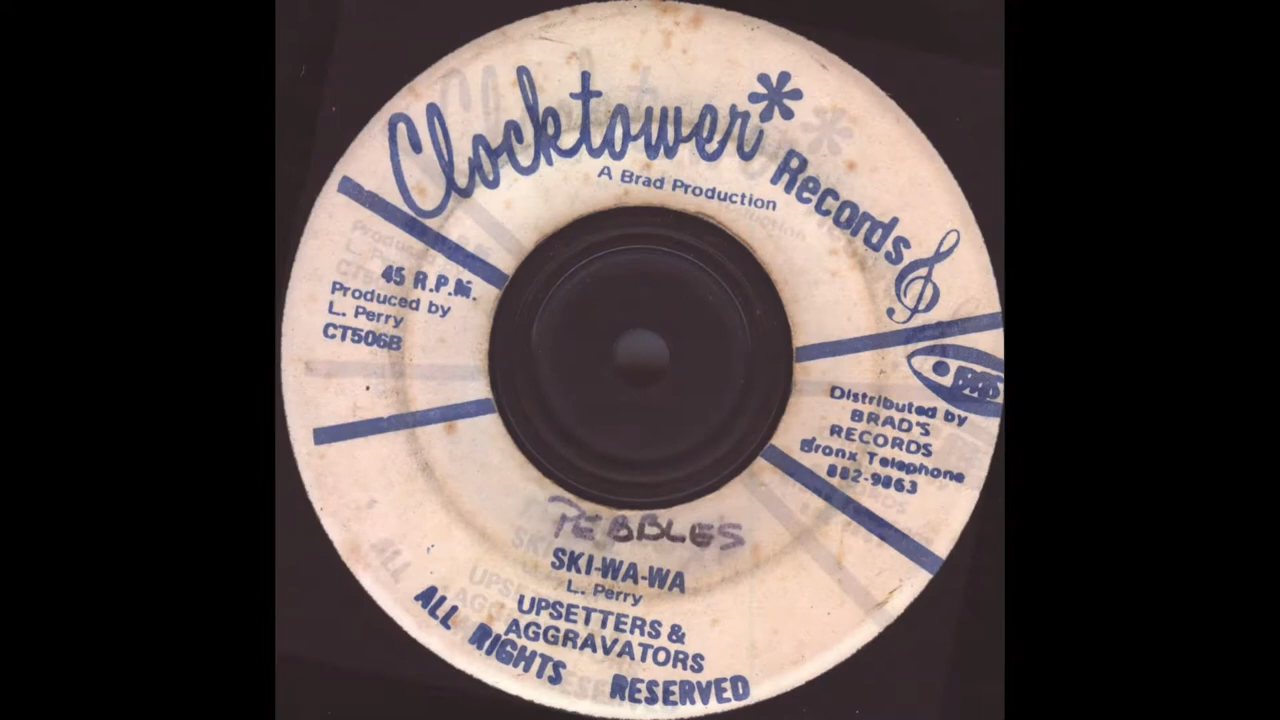 Clocktower*
Records
A Brad Production
45 R.P.M.
Produced by
L. Perry
CT506B
Distributed by
BRAD'S
RECORDS
Bronx Telephone
882-9863
PEBBLES
SKI-WA-WA
L. Perry
UPSETTERS &
AGGRAVATORS
ALL RIGHTS RESERVED